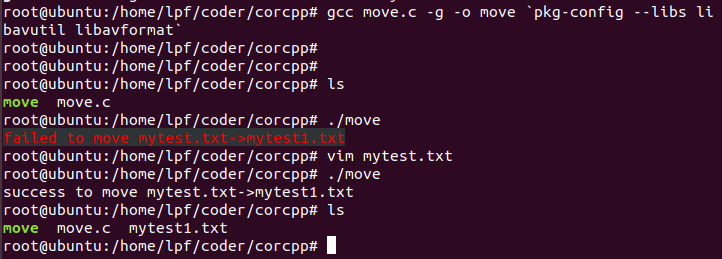 root@ubuntu:/home/lpf/coder/corcpp# gcc move.c -g -o move `pkg-config --libs li
bavutil libavformat`
root@ubuntu:/home/lpf/coder/corcpp#
root@ubuntu:/home/lpf/coder/corcpp#
root@ubuntu:/home/lpf/coder/corcpp# ls
move  move.c
root@ubuntu:/home/lpf/coder/corcpp# ./move
failed to move mytest.txt->mytest1.txt
root@ubuntu:/home/lpf/coder/corcpp# vim mytest.txt
root@ubuntu:/home/lpf/coder/corcpp# ./move
success to move mytest.txt->mytest1.txt
root@ubuntu:/home/lpf/coder/corcpp# ls
move  move.c  mytest1.txt
root@ubuntu:/home/lpf/coder/corcpp#